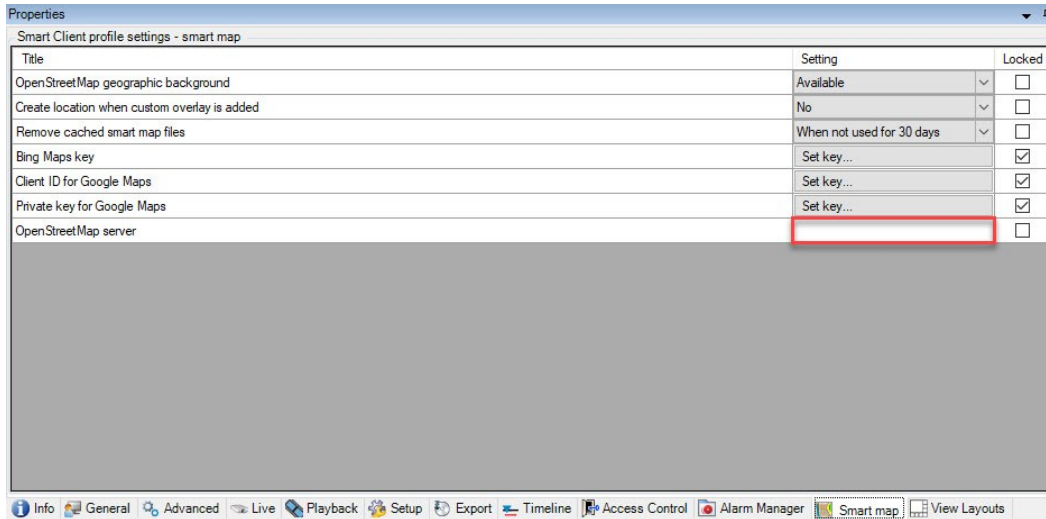 Properties
Smart Client profile settings - smart map
Title Setting Locked
OpenStreetMap geographic background Available
Create location when custom overlay is added No
Remove cached smart map files When not used for 30 days
Bing Maps key Set key...
Client ID for Google Maps Set key...
Private key for Google Maps Set key...
OpenStreetMap server
Info General Advanced Live Playback Setup Export Timeline Access Control Alarm Manager Smart map View Layouts